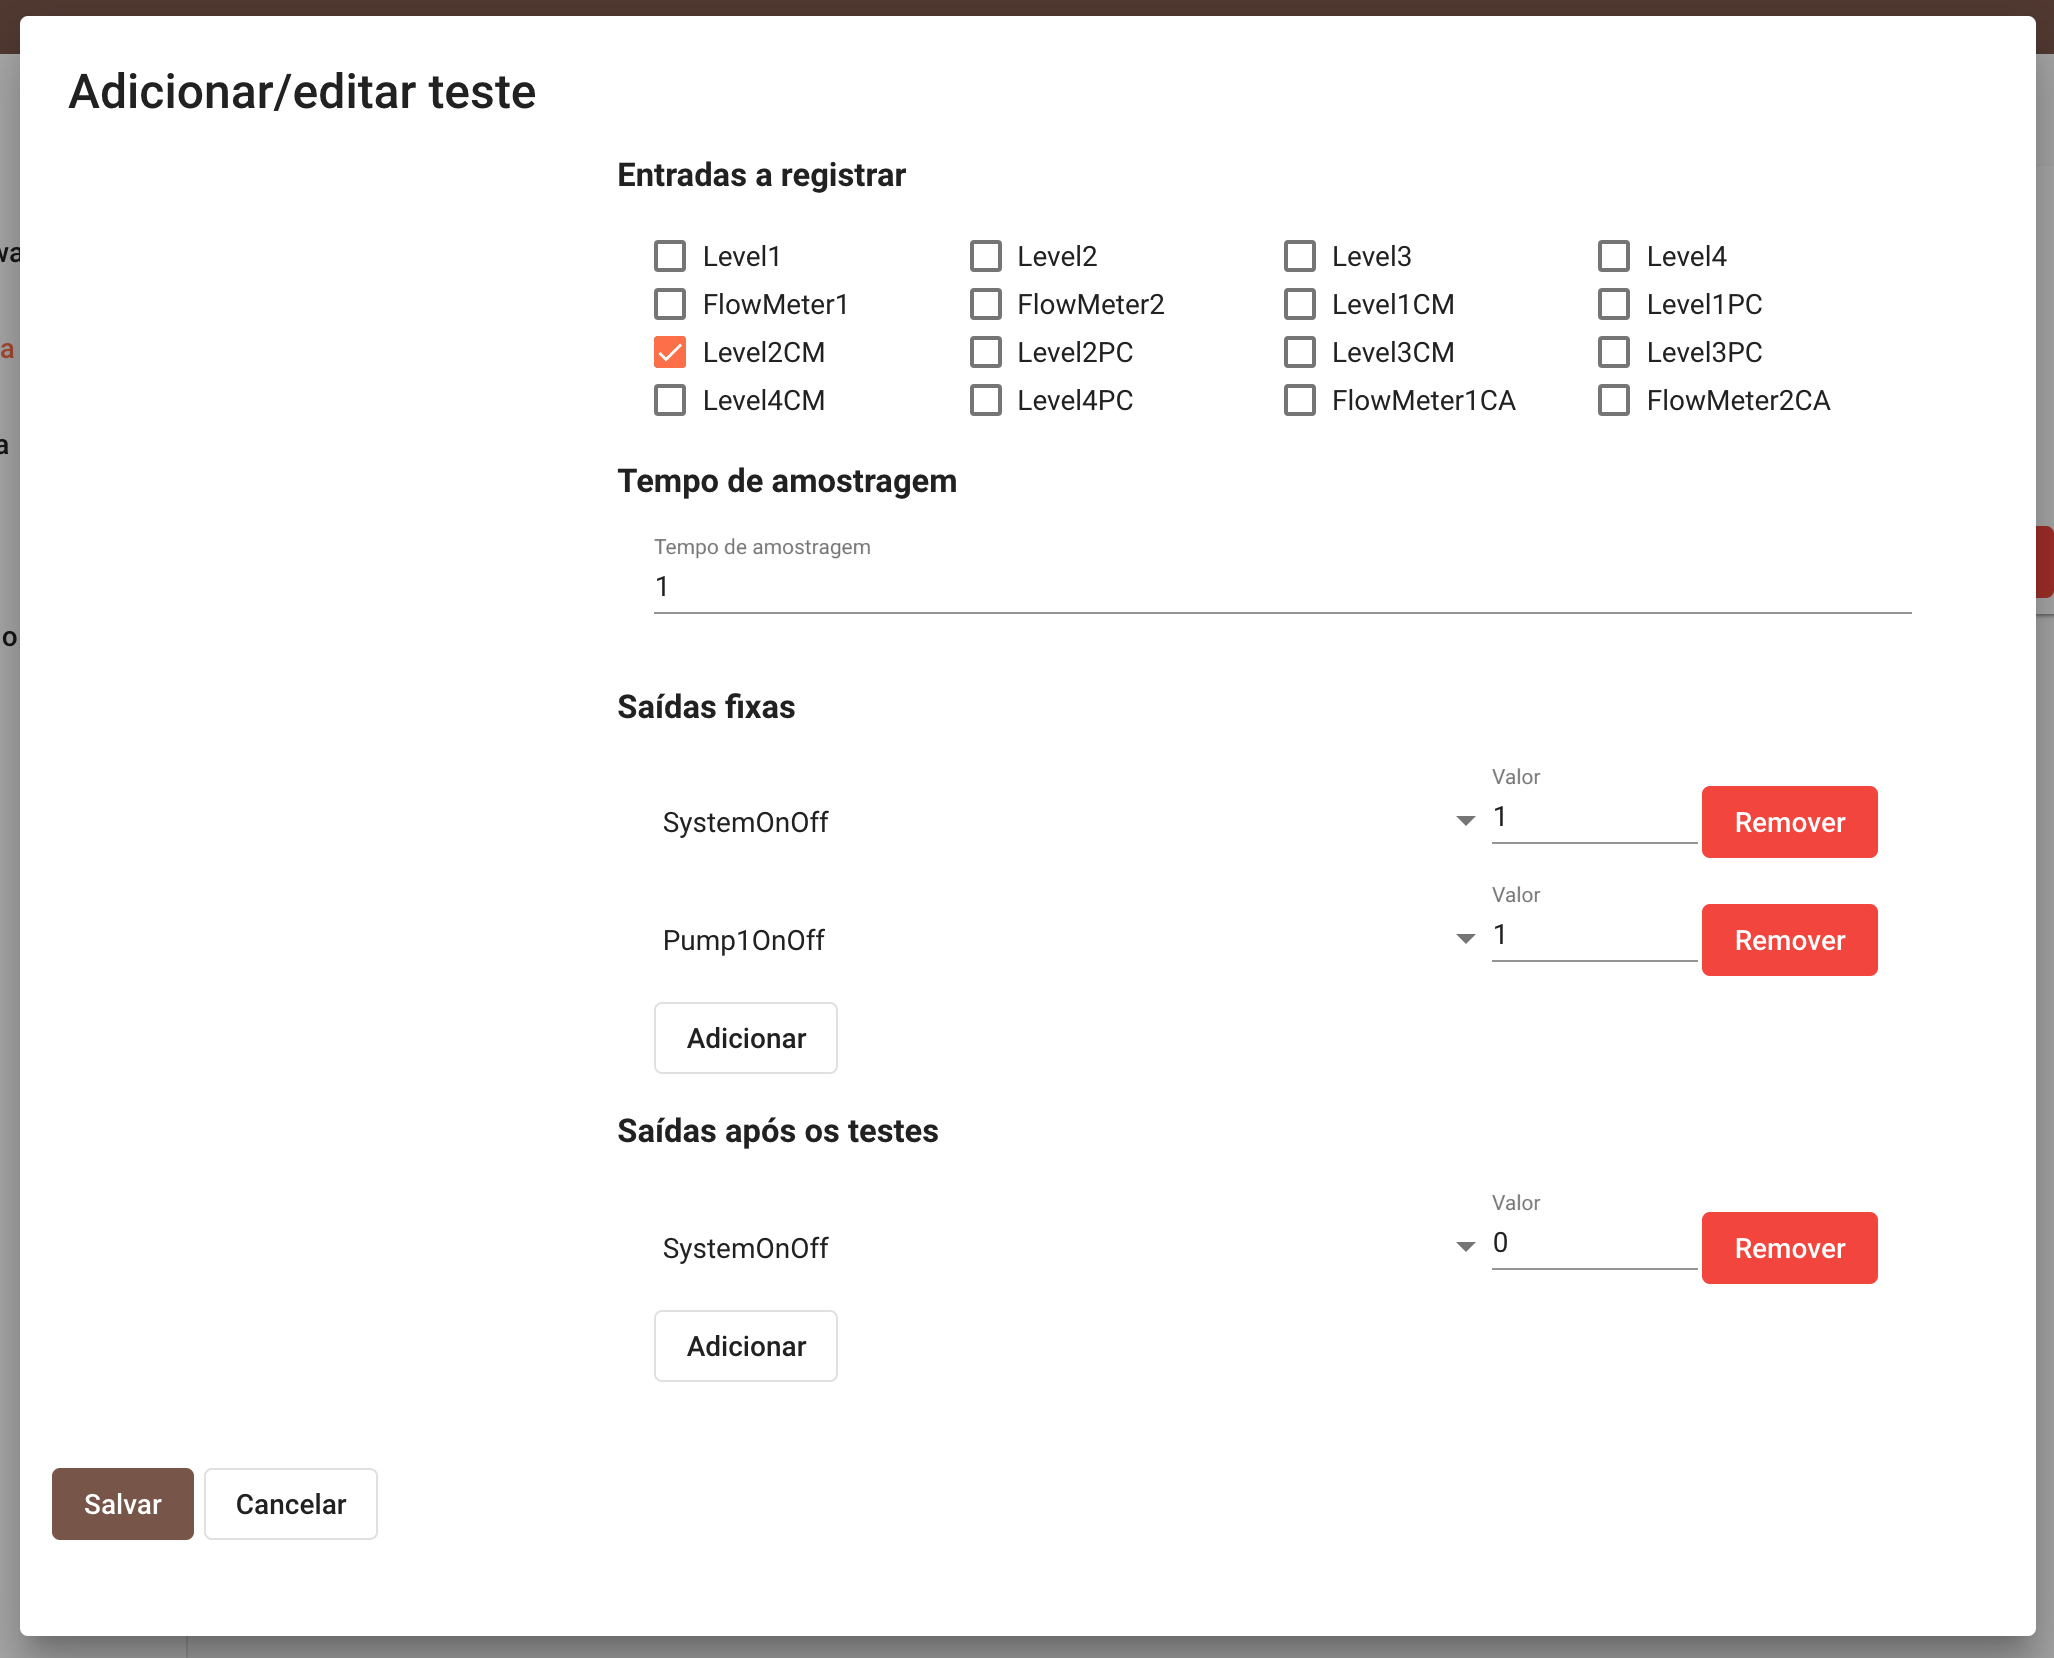 Adicionar/editar teste
Entradas a registrar
Level1 Level2 Level3 Level4
FlowMeter1 FlowMeter2 Level1CM Level1PC
Level2CM Level2PC Level3CM Level3PC
Level4CM Level4PC FlowMeter1CA FlowMeter2CA
Tempo de amostragem
Tempo de amostragem
1
Saídas fixas
Valor
SystemOnOff 1 Remover
Valor
Pump1OnOff 1 Remover
Adicionar
Saídas após os testes
Valor
SystemOnOff 0 Remover
Adicionar
Salvar Cancelar